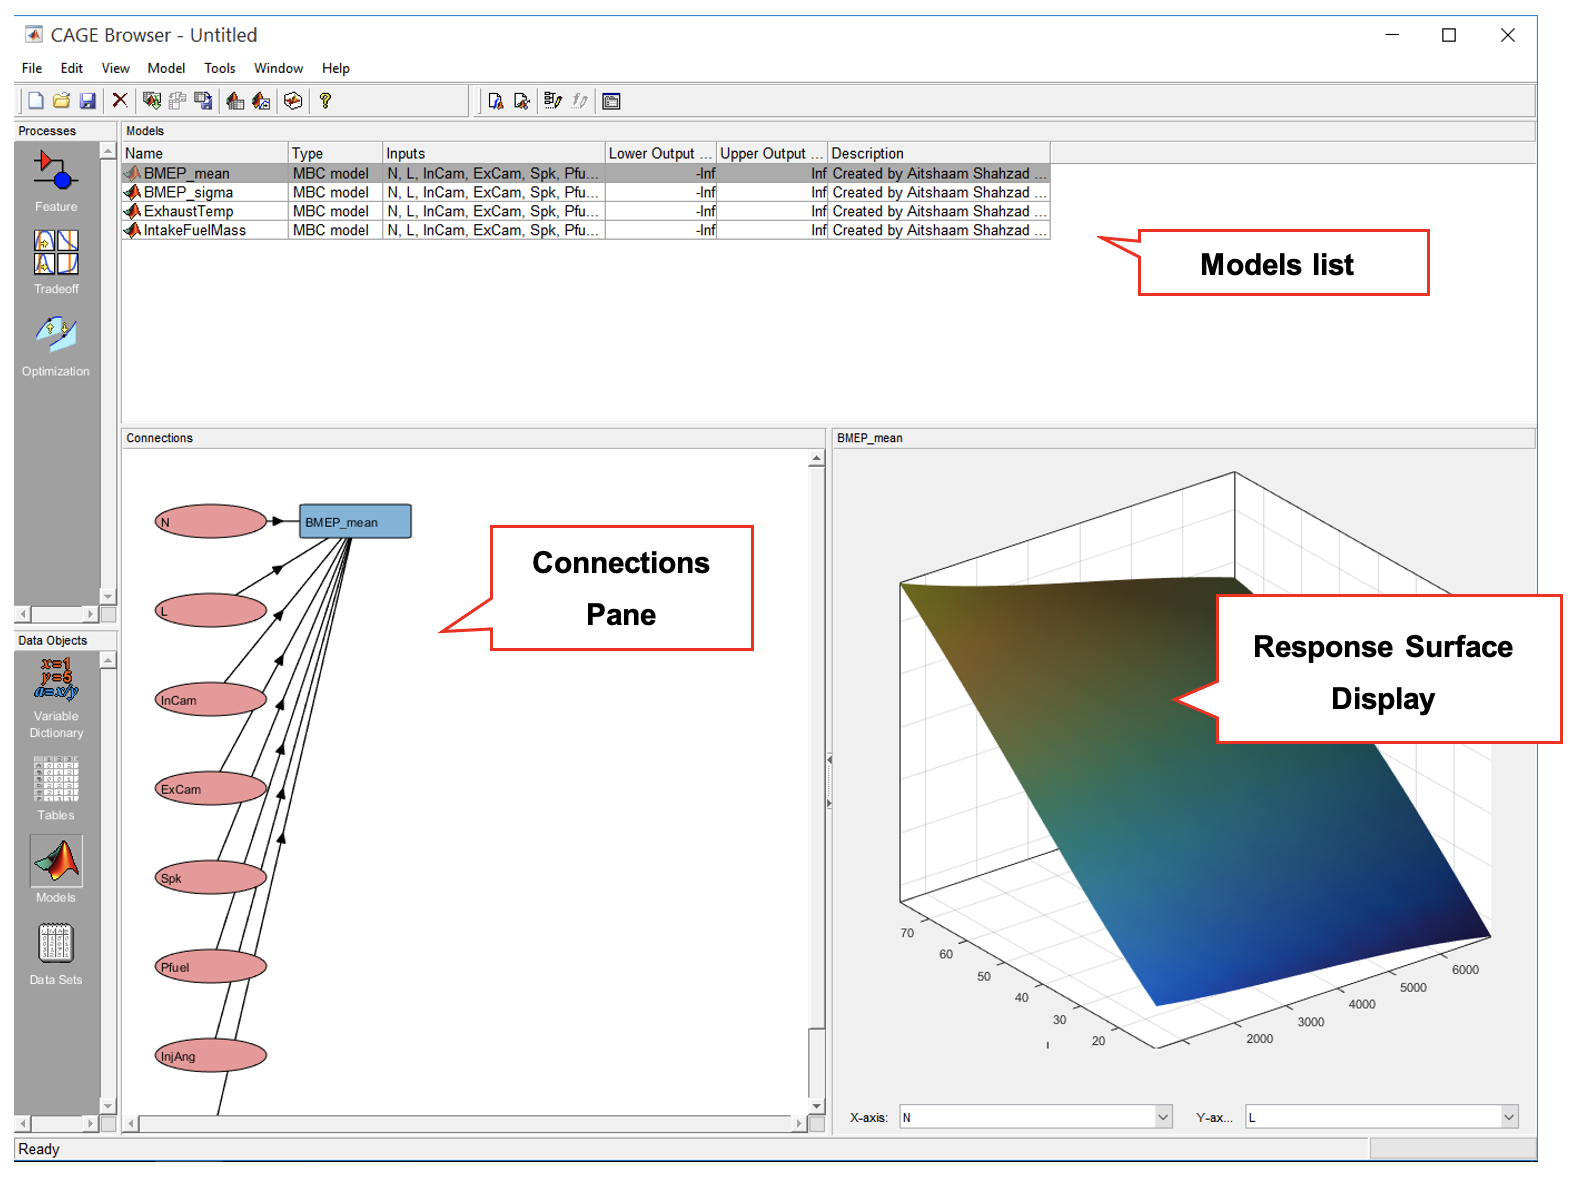 CAGE Browser - Untitled
File Edit View Model Tools Window Help
Processes
Feature
Tradeoff
Optimization
Data Objects
x=1
y=5
a=x/y
Variable
Dictionary
Tables
Models
Data Sets
Models
Name Type Inputs Lower Output ... Upper Output ... Description
BMEP_mean MBC model N, L, InCam, ExCam, Spk, Pfu... -Inf Inf Created by Aitshaam Shahzad ...
BMEP_sigma MBC model N, L, InCam, ExCam, Spk, Pfu... -Inf Inf Created by Aitshaam Shahzad ...
ExhaustTemp MBC model N, L, InCam, ExCam, Spk, Pfu... -Inf Inf Created by Aitshaam Shahzad ...
IntakeFuelMass MBC model N, L, InCam, ExCam, Spk, Pfu... -Inf Inf Created by Aitshaam Shahzad ...
Models list
Connections
N
BMEP_mean
L
InCam
ExCam
Spk
Pfuel
InjAng
Connections
Pane
BMEP_mean
Response Surface
Display
70
60
50
40
30
20
2000
3000
4000
5000
6000
X-axis: N Y-ax... L
Ready